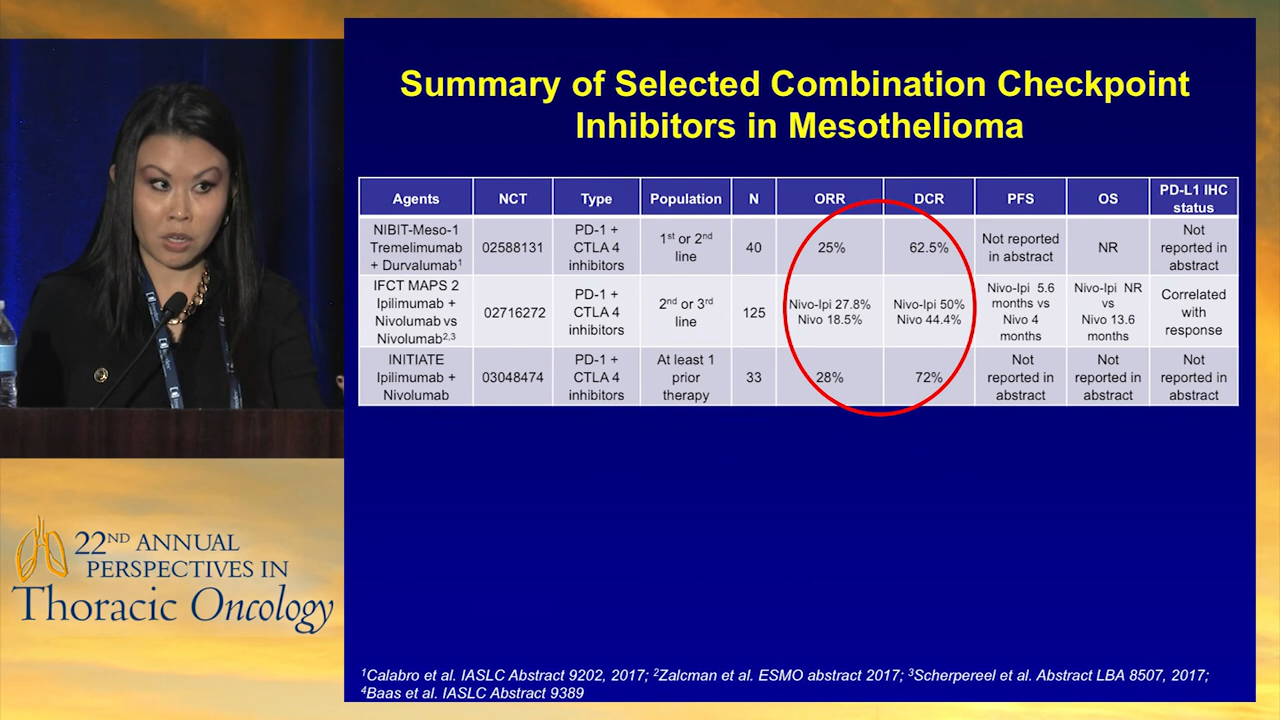 Summary of Selected Combination Checkpoint
Inhibitors in Mesothelioma
Agents NCT Type Population N ORR DCR PFS OS PD-L1 IHC status
NIBIT-Meso-1 Tremelimumab + Durvalumab1 02588131 PD-1 + CTLA 4 inhibitors 1st or 2nd line 40 25% 62.5% Not reported in abstract NR Not reported in abstract
IFCT MAPS 2 Ipilimumab + Nivolumab vs Nivolumab2,3 02716272 PD-1 + CTLA 4 inhibitors 2nd or 3rd line 125 Nivo-Ipi 27.8% Nivo 18.5% Nivo-Ipi 50% Nivo 44.4% Nivo-Ipi 5.6 months vs Nivo 4 months Nivo-Ipi NR vs Nivo 13.6 months Correlated with response
INITIATE Ipilimumab + Nivolumab 03048474 PD-1 + CTLA 4 inhibitors At least 1 prior therapy 33 28% 72% Not reported in abstract Not reported in abstract Not reported in abstract
1Calabro et al. IASLC Abstract 9202, 2017; 2Zalcman et al. ESMO abstract 2017; 3Scherpereel et al. Abstract LBA 8507, 2017;
4Baas et al. IASLC Abstract 9389
22ND ANNUAL
PERSPECTIVES IN
Thoracic Oncology